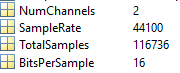 NumChannels 2
SampleRate 44100
TotalSamples 116736
BitsPerSample 16